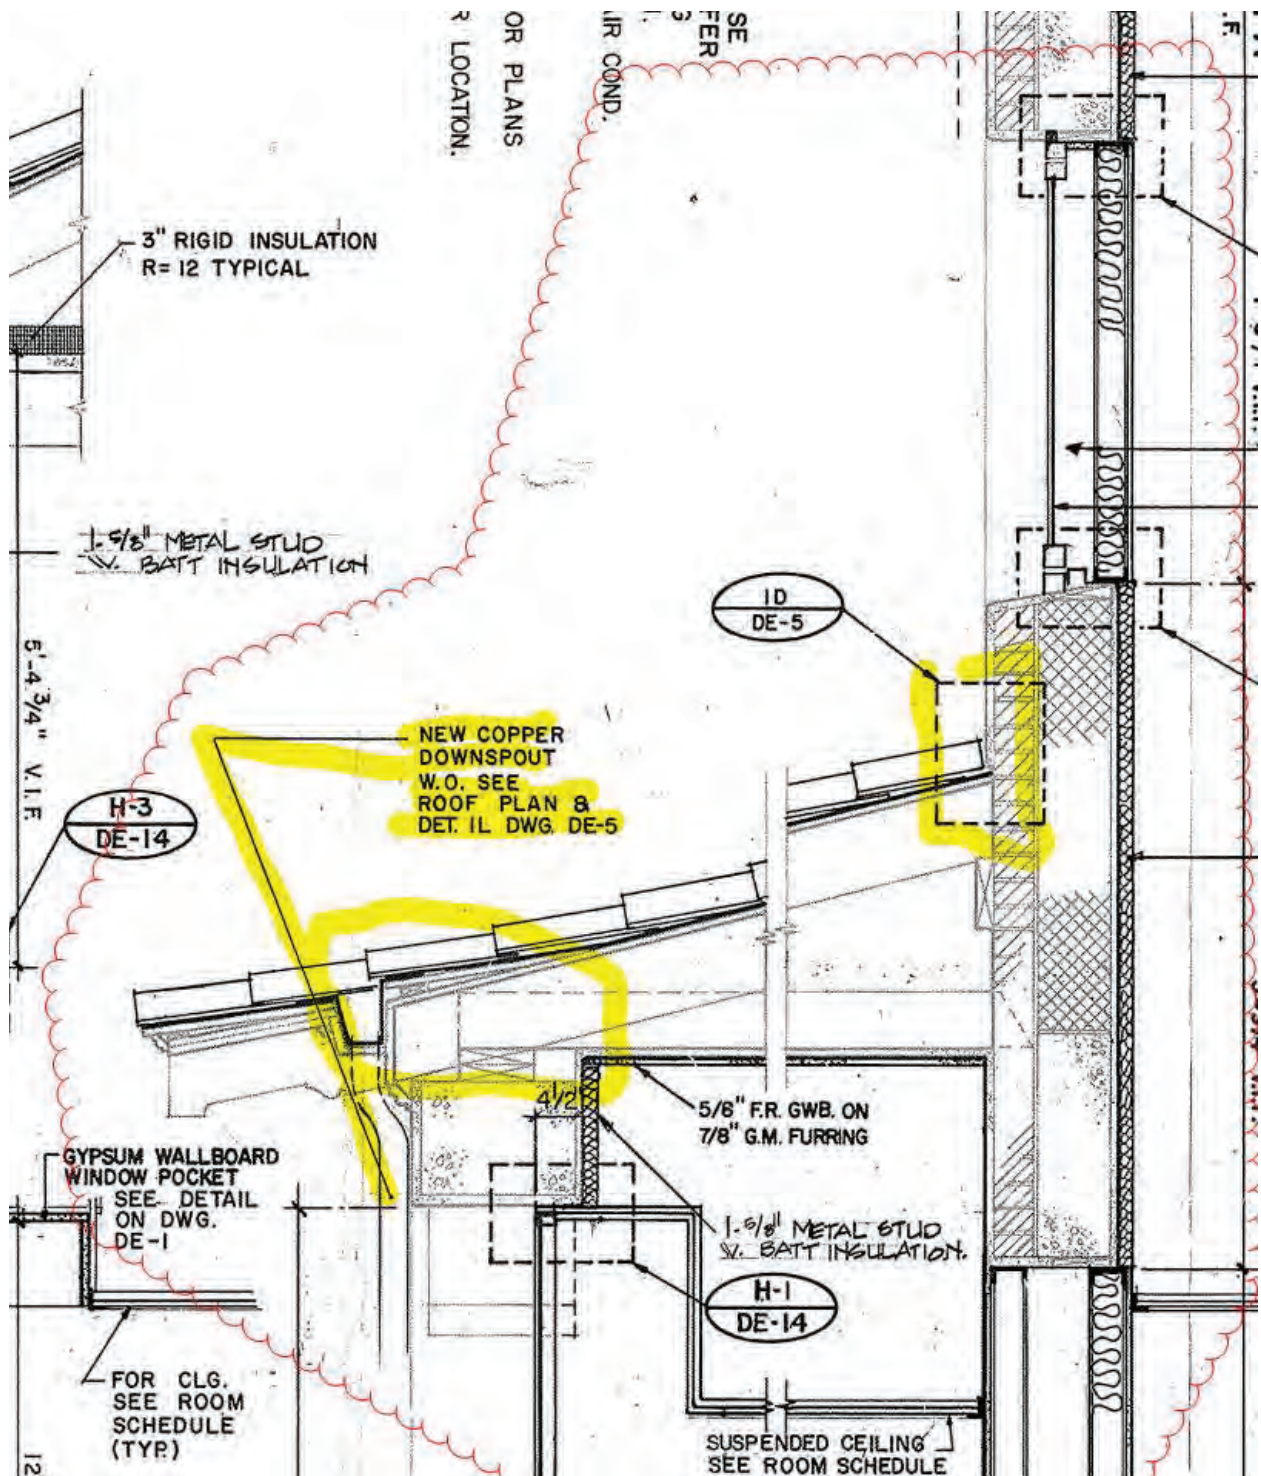 SE
FER
G
IR COND.
OR PLANS
R LOCATION.
.F.
3" RIGID INSULATION
R= 12 TYPICAL
1-5/8" METAL STUD
W. BATT INSULATION
5'-4 3/4" V.I.F.
1D
DE-5
NEW COPPER
DOWNSPOUT
W.O. SEE
ROOF PLAN &
DET. 1L DWG. DE-5
H-3
DE-14
4 1/2"
5/8" F.R. GWB. ON
7/8" G.M. FURRING
GYPSUM WALLBOARD
WINDOW POCKET
SEE DETAIL
ON DWG.
DE-1
1-5/8" METAL STUD
W. BATT INSULATION.
H-1
DE-14
FOR CLG.
SEE ROOM
SCHEDULE
(TYP.)
SUSPENDED CEILING
SEE ROOM SCHEDULE
12